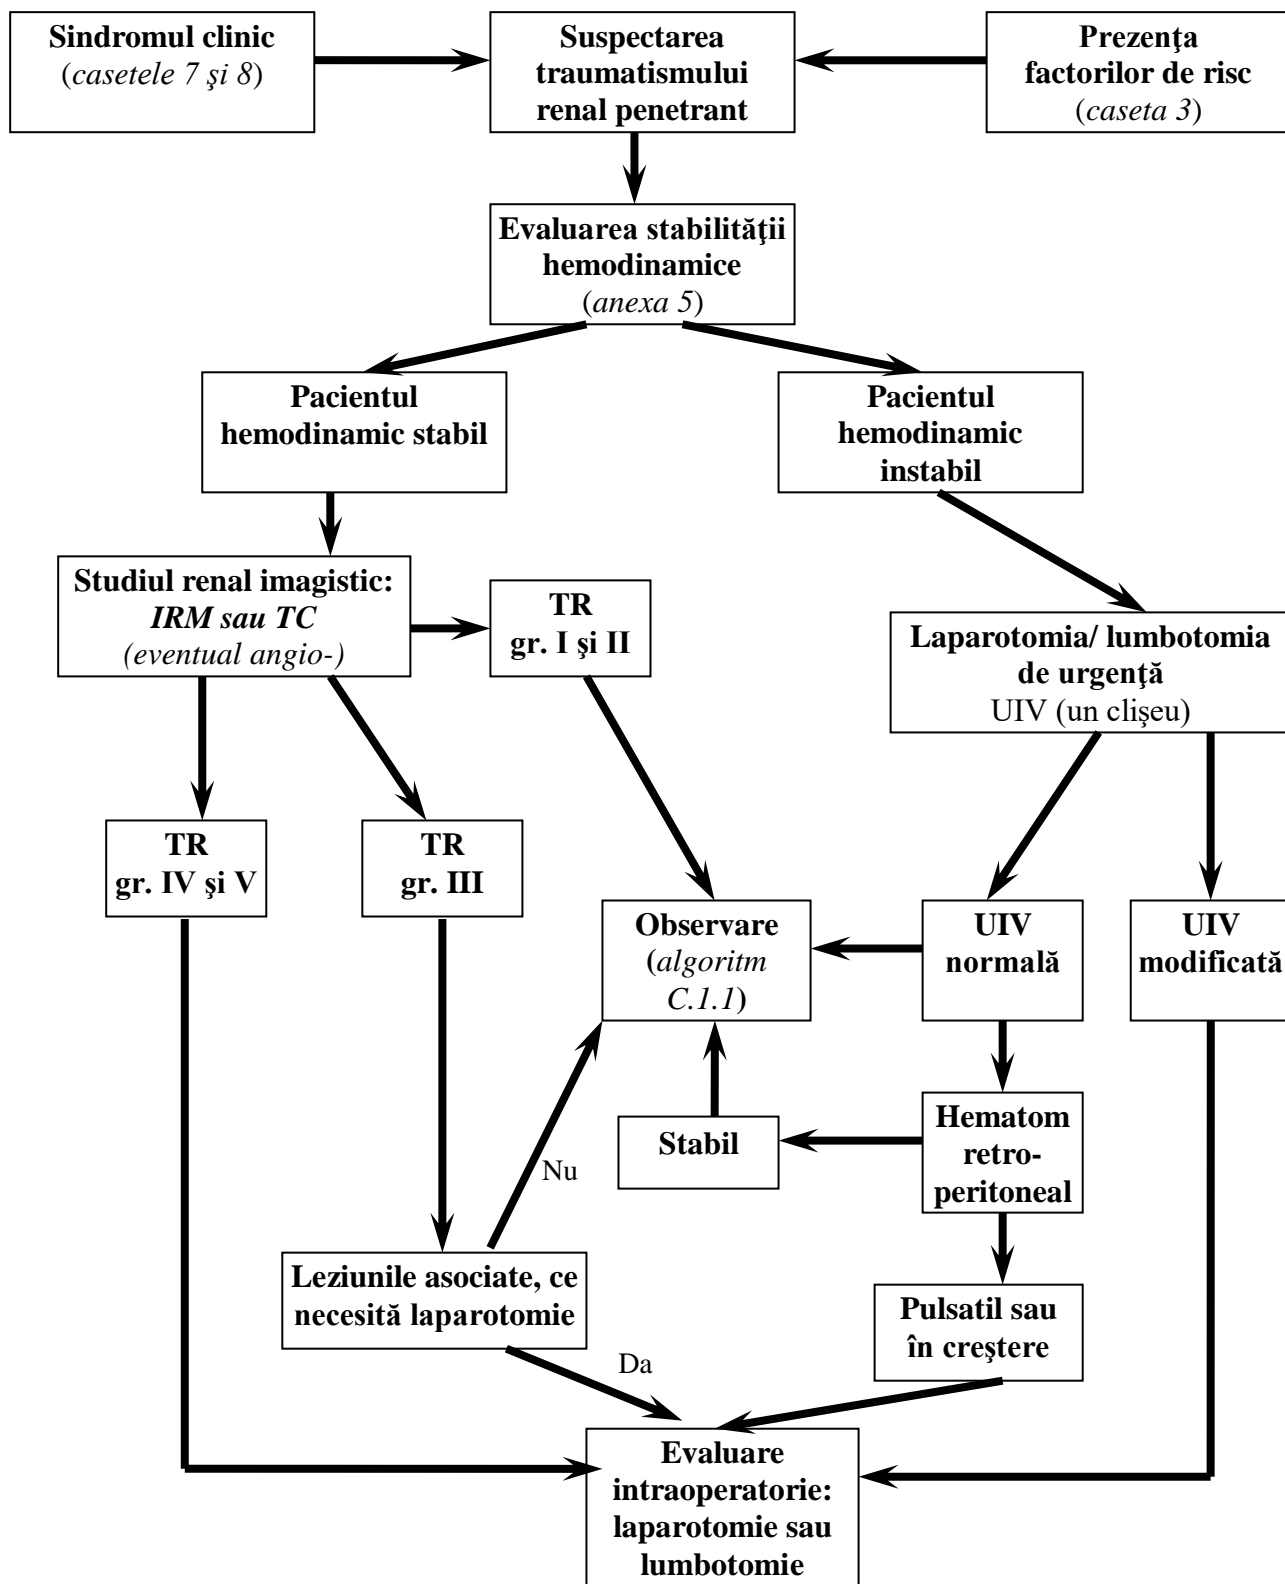 Sindromul clinic
(casetele 7 şi 8)
Suspectarea
traumatismului
renal penetrant
Prezenţa
factorilor de risc
(caseta 3)
Evaluarea stabilităţii
hemodinamice
(anexa 5)
Pacientul
hemodinamic stabil
Pacientul
hemodinamic
instabil
Studiul renal imagistic:
IRM sau TC
(eventual angio-)
TR
gr. I şi II
Laparotomia/ lumbotomia
de urgenţă
UIV (un clişeu)
TR
gr. IV şi V
TR
gr. III
Observare
(algoritm
C.1.1)
UIV
normală
UIV
modificată
Stabil
Hematom
retro-
peritoneal
Nu
Leziunile asociate, ce
necesită laparotomie
Pulsatil sau
în creştere
Da
Evaluare
intraoperatorie:
laparotomie sau
lumbotomie